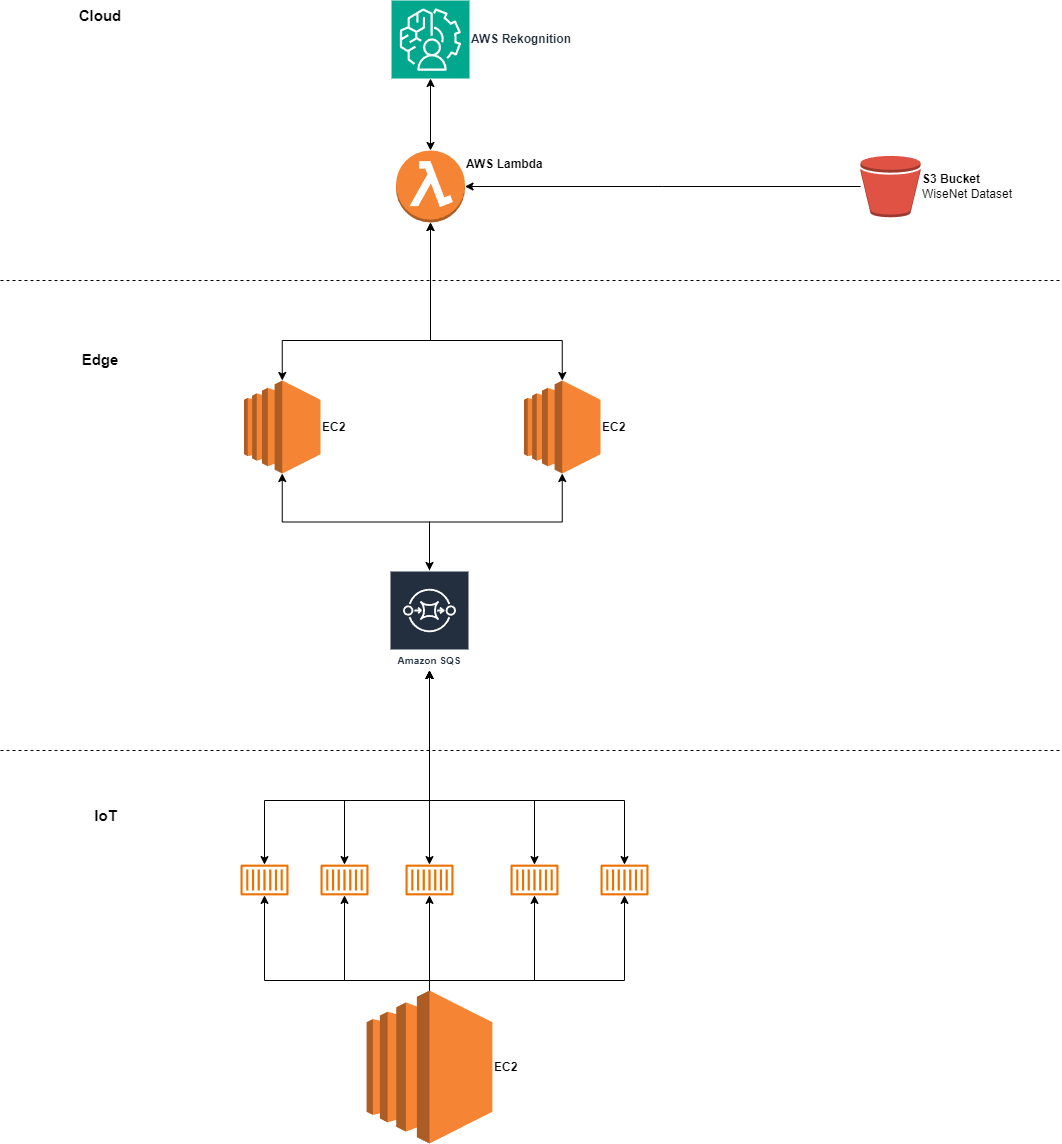 Cloud
AWS Rekognition
AWS Lambda
S3 Bucket
WiseNet Dataset
Edge
EC2
EC2
Amazon SQS
IoT
EC2